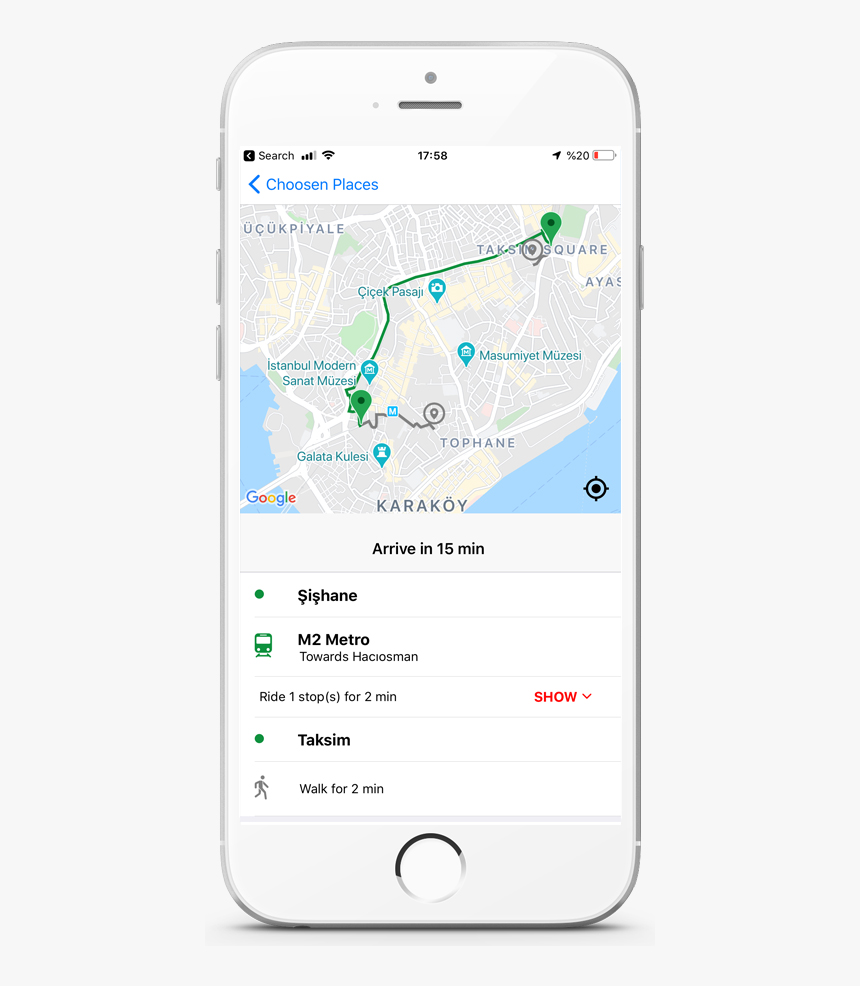 Search
17:58
%20
Choosen Places
ÜÇÜKPİYALE
TAKSİM SQUARE
AYAS
Çiçek Pasajı
Masumiyet Müzesi
İstanbul Modern
Sanat Müzesi
M
TOPHANE
Galata Kulesi
Google
KARAKÖY
Arrive in 15 min
Şişhane
M2 Metro
Towards Hacıosman
Ride 1 stop(s) for 2 min
SHOW
Taksim
Walk for 2 min